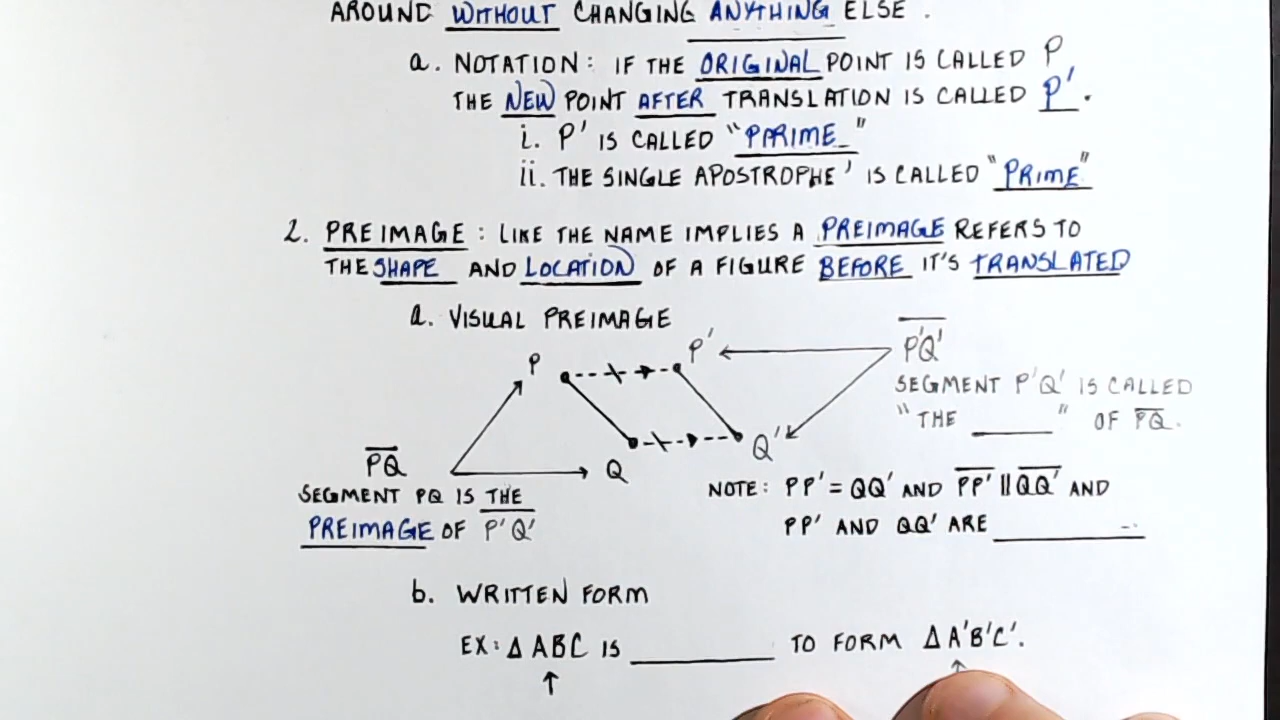 AROUND WITHOUT CHANGING ANYTHING ELSE.
a. NOTATION: IF THE ORIGINAL POINT IS CALLED P
THE NEW POINT AFTER TRANSLATION IS CALLED P'.
i. P' IS CALLED "PPRIME"
ii. THE SINGLE APOSTROPHE ' IS CALLED "PRIME"
2. PREIMAGE: LIKE THE NAME IMPLIES A PREIMAGE REFERS TO
THE SHAPE AND LOCATION OF A FIGURE BEFORE IT'S TRANSLATED
a. VISUAL PREIMAGE
P P' P'Q'
SEGMENT P'Q' IS CALLED
"THE ______" OF PQ.
PQ Q Q'
SEGMENT PQ IS THE
PREIMAGE OF P'Q'
NOTE: PP' = QQ' AND PP' || QQ' AND
PP' AND QQ' ARE ______
b. WRITTEN FORM
EX: Δ ABC IS ______ TO FORM Δ A'B'C'.